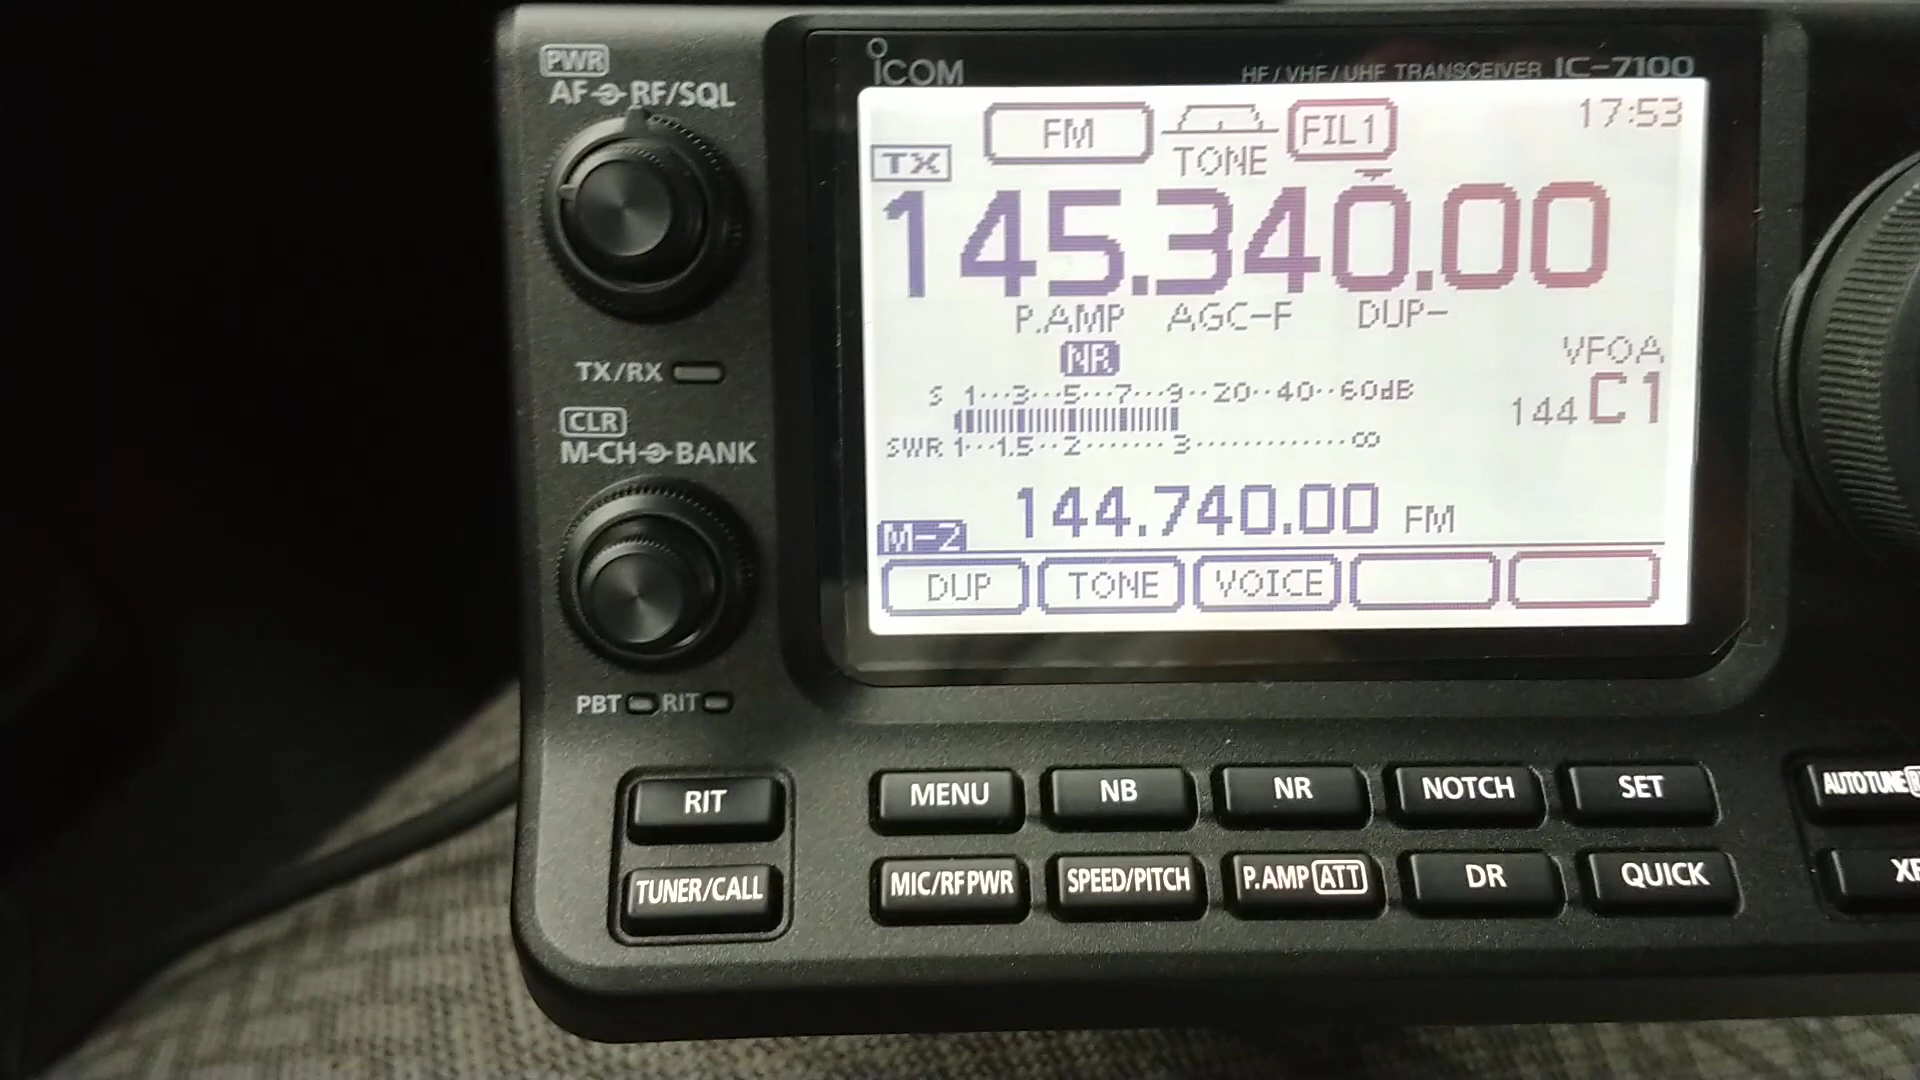 PWR
AF RF/SQL
ICOM
HF/VHF/UHF TRANSCEIVER IC-7100
FM TONE FIL1 17:53
TX
145.340.00
P.AMP AGC-F DUP-
NR
VFOA
S 1···3···5···7···9··20··40··60dB
144 C1
SWR 1···1.5··2·······3············∞
144.740.00 FM
M-2
DUP TONE VOICE
TX/RX
CLR
M-CH BANK
PBT RIT
RIT MENU NB NR NOTCH SET AUTOTUNE
TUNER/CALL MIC/RF PWR SPEED/PITCH P.AMP ATT DR QUICK